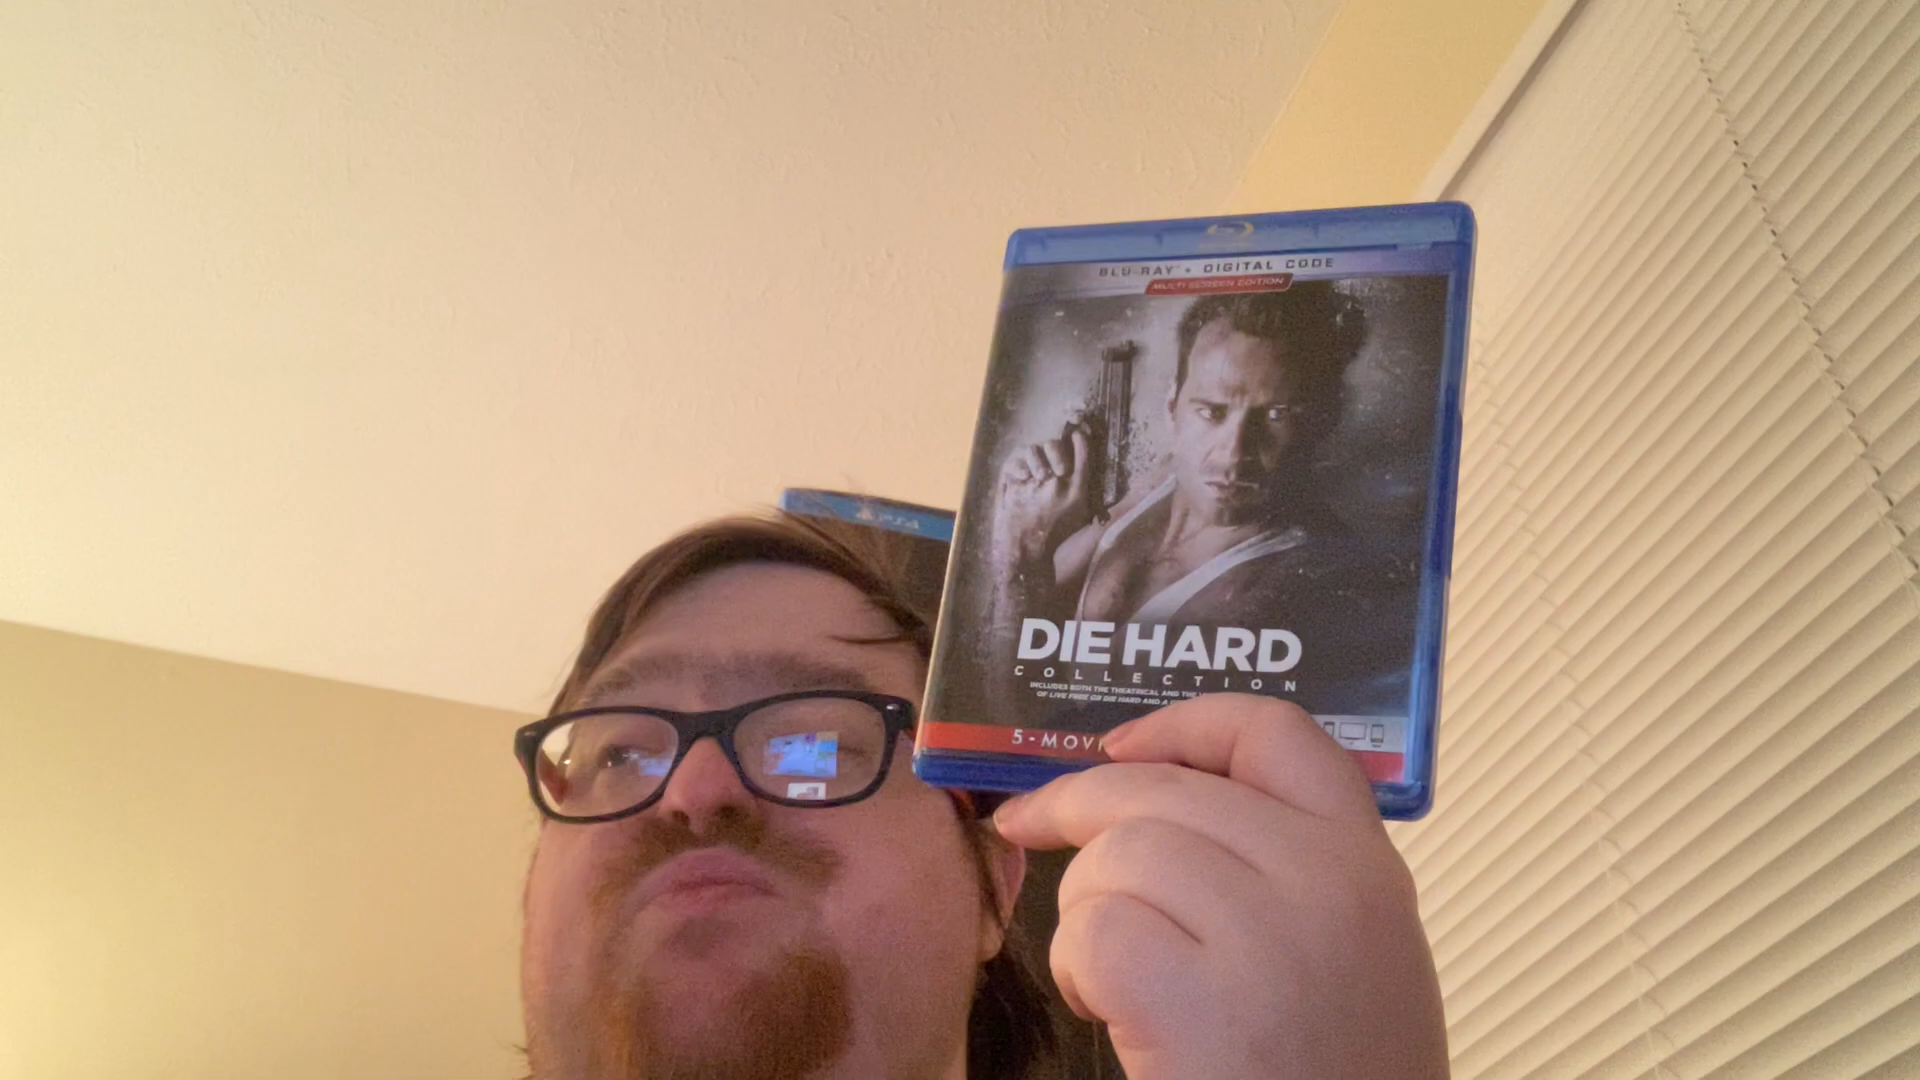 BLU-RAY + DIGITAL CODE
MULTI SCREEN EDITION
PS4
DIE HARD
COLLECTION
INCLUDES BOTH THE THEATRICAL AND THE
OF LIVE FREE OR DIE HARD AND A
5-MOVI